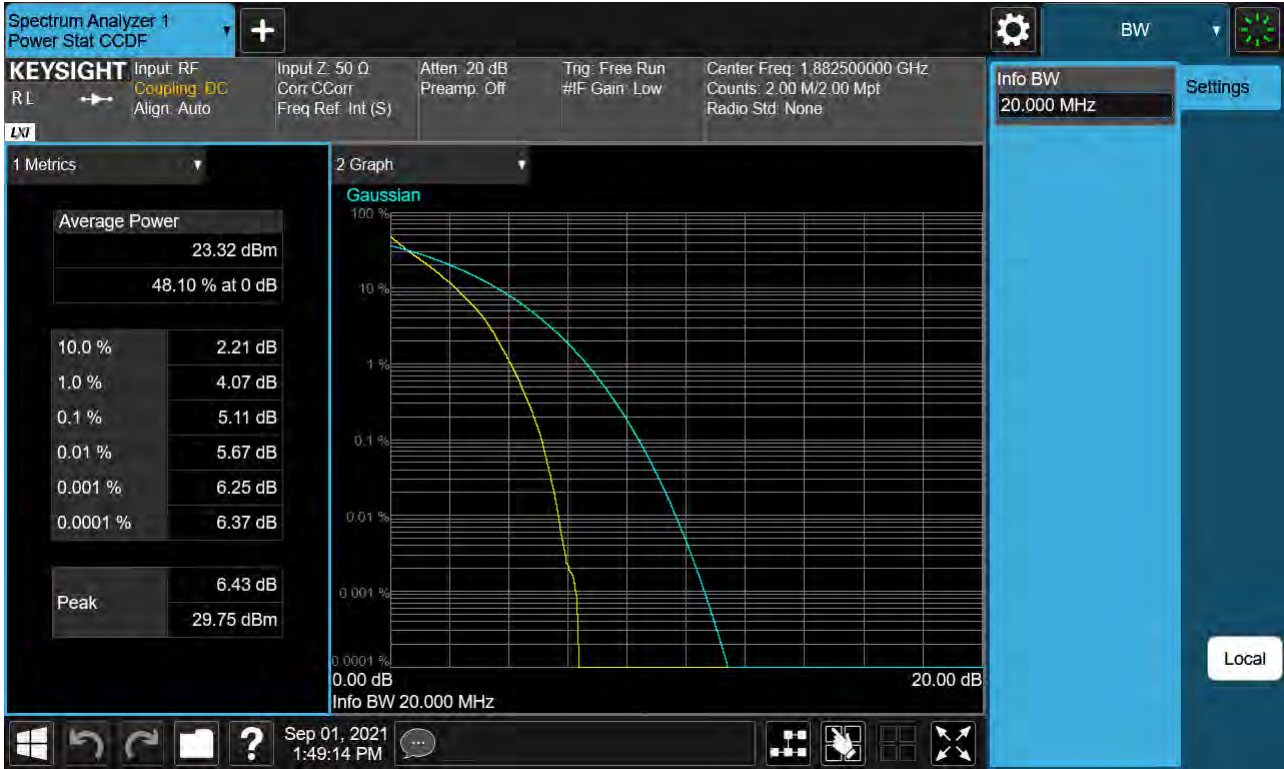 Spectrum Analyzer 1
Power Stat CCDF
+
BW
KEYSIGHT
R L
LXI
Input: RF
Coupling: DC
Align: Auto
Input Z: 50 Ω
Corr CCorr
Freq Ref: Int (S)
Atten: 20 dB
Preamp: Off
Trig: Free Run
#IF Gain: Low
Center Freq: 1.882500000 GHz
Counts: 2.00 M/2.00 Mpt
Radio Std: None
Info BW
20.000 MHz
Settings
1 Metrics
Average Power
23.32 dBm
48.10 % at 0 dB
10.0 % 2.21 dB
1.0 % 4.07 dB
0.1 % 5.11 dB
0.01 % 5.67 dB
0.001 % 6.25 dB
0.0001 % 6.37 dB
Peak
6.43 dB
29.75 dBm
2 Graph
Gaussian
100 %
10 %
1 %
0.1 %
0.01 %
0.001 %
0.0001 %
0.00 dB 20.00 dB
Info BW 20.000 MHz
Local
?
Sep 01, 2021
1:49:14 PM